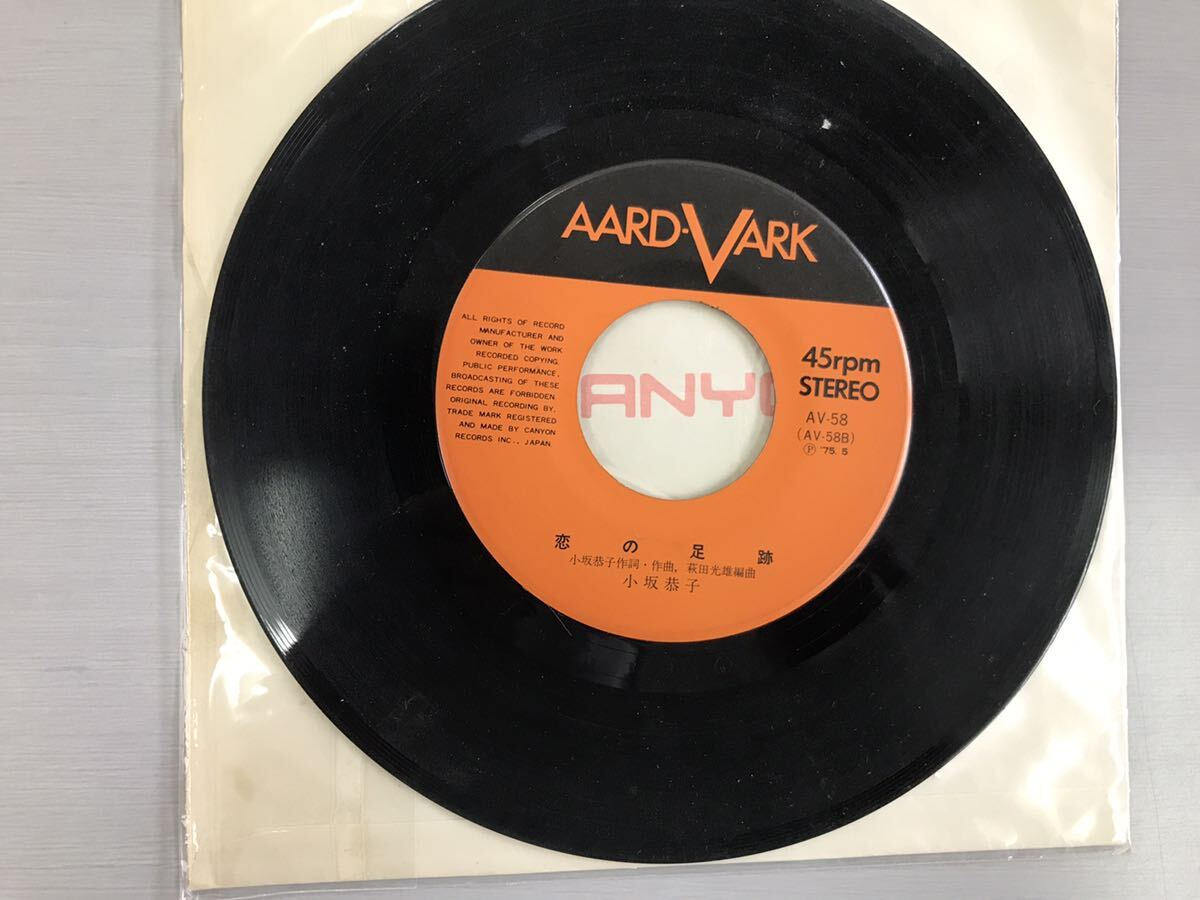 AARD·VARK
ALL RIGHTS OF RECORD
MANUFACTURER AND
OWNER OF THE WORK
RECORDED COPYING,
PUBLIC PERFORMANCE,
BROADCASTING OF THESE
RECORDS ARE FORBIDDEN.
ORIGINAL RECORDING BY,
TRADE MARK REGISTERED
AND MADE BY CANYON
RECORDS INC., JAPAN.
ANYO
45rpm
STEREO
AV-58
(AV-58B)
Ⓟ '75. 5
恋の足跡
小坂恭子作詞・作曲, 萩田光雄編曲
小坂恭子